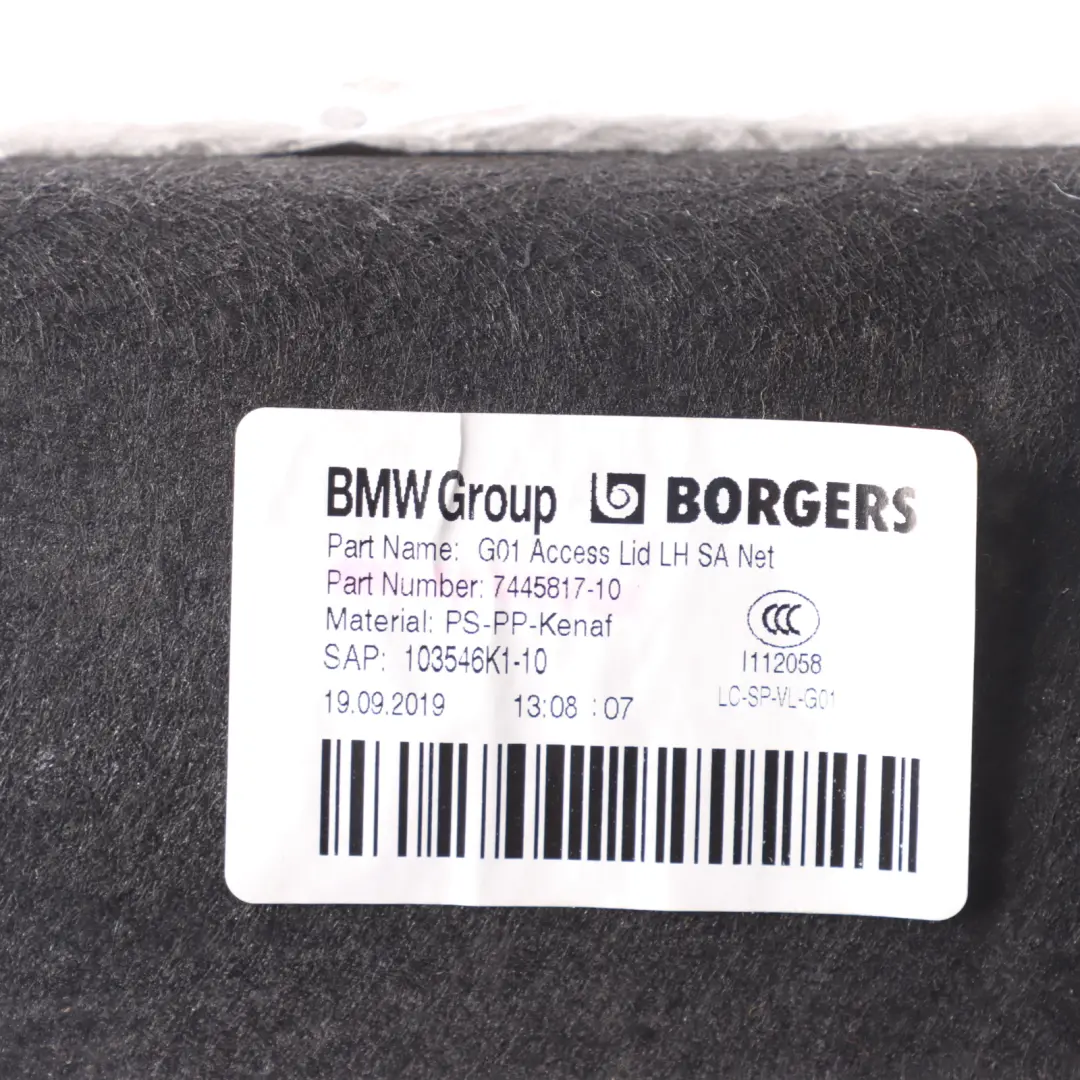 BMW Group BORGERS
Part Name: G01 Access Lid LH SA Net
Part Number: 7445817-10
Material: PS-PP-Kenaf
CCC
SAP: 103546K1-10
I112058
19.09.2019 13:08 :07
LC-SP-VL-G01